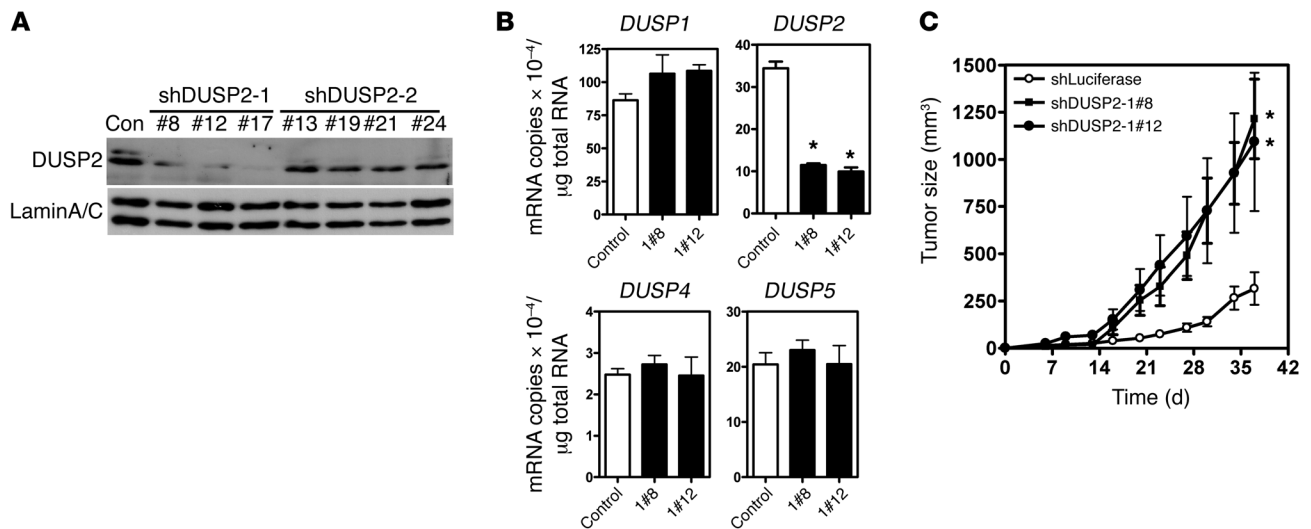 A
shDUSP2-1 shDUSP2-2
Con #8 #12 #17 #13 #19 #21 #24
DUSP2
LaminA/C
B
DUSP1 DUSP2
mRNA copies × 10⁻⁴/
μg total RNA
125
100
75
50
25
0
Control 1#8 1#12
40
30
20
10
0
* *
Control 1#8 1#12
DUSP4 DUSP5
mRNA copies × 10⁻⁴/
μg total RNA
4
3
2
1
0
Control 1#8 1#12
30
20
10
0
Control 1#8 1#12
C
Tumor size (mm³)
1500
1250
1000
750
500
250
0
shLuciferase
shDUSP2-1#8
shDUSP2-1#12
*
*
0 7 14 21 28 35 42
Time (d)